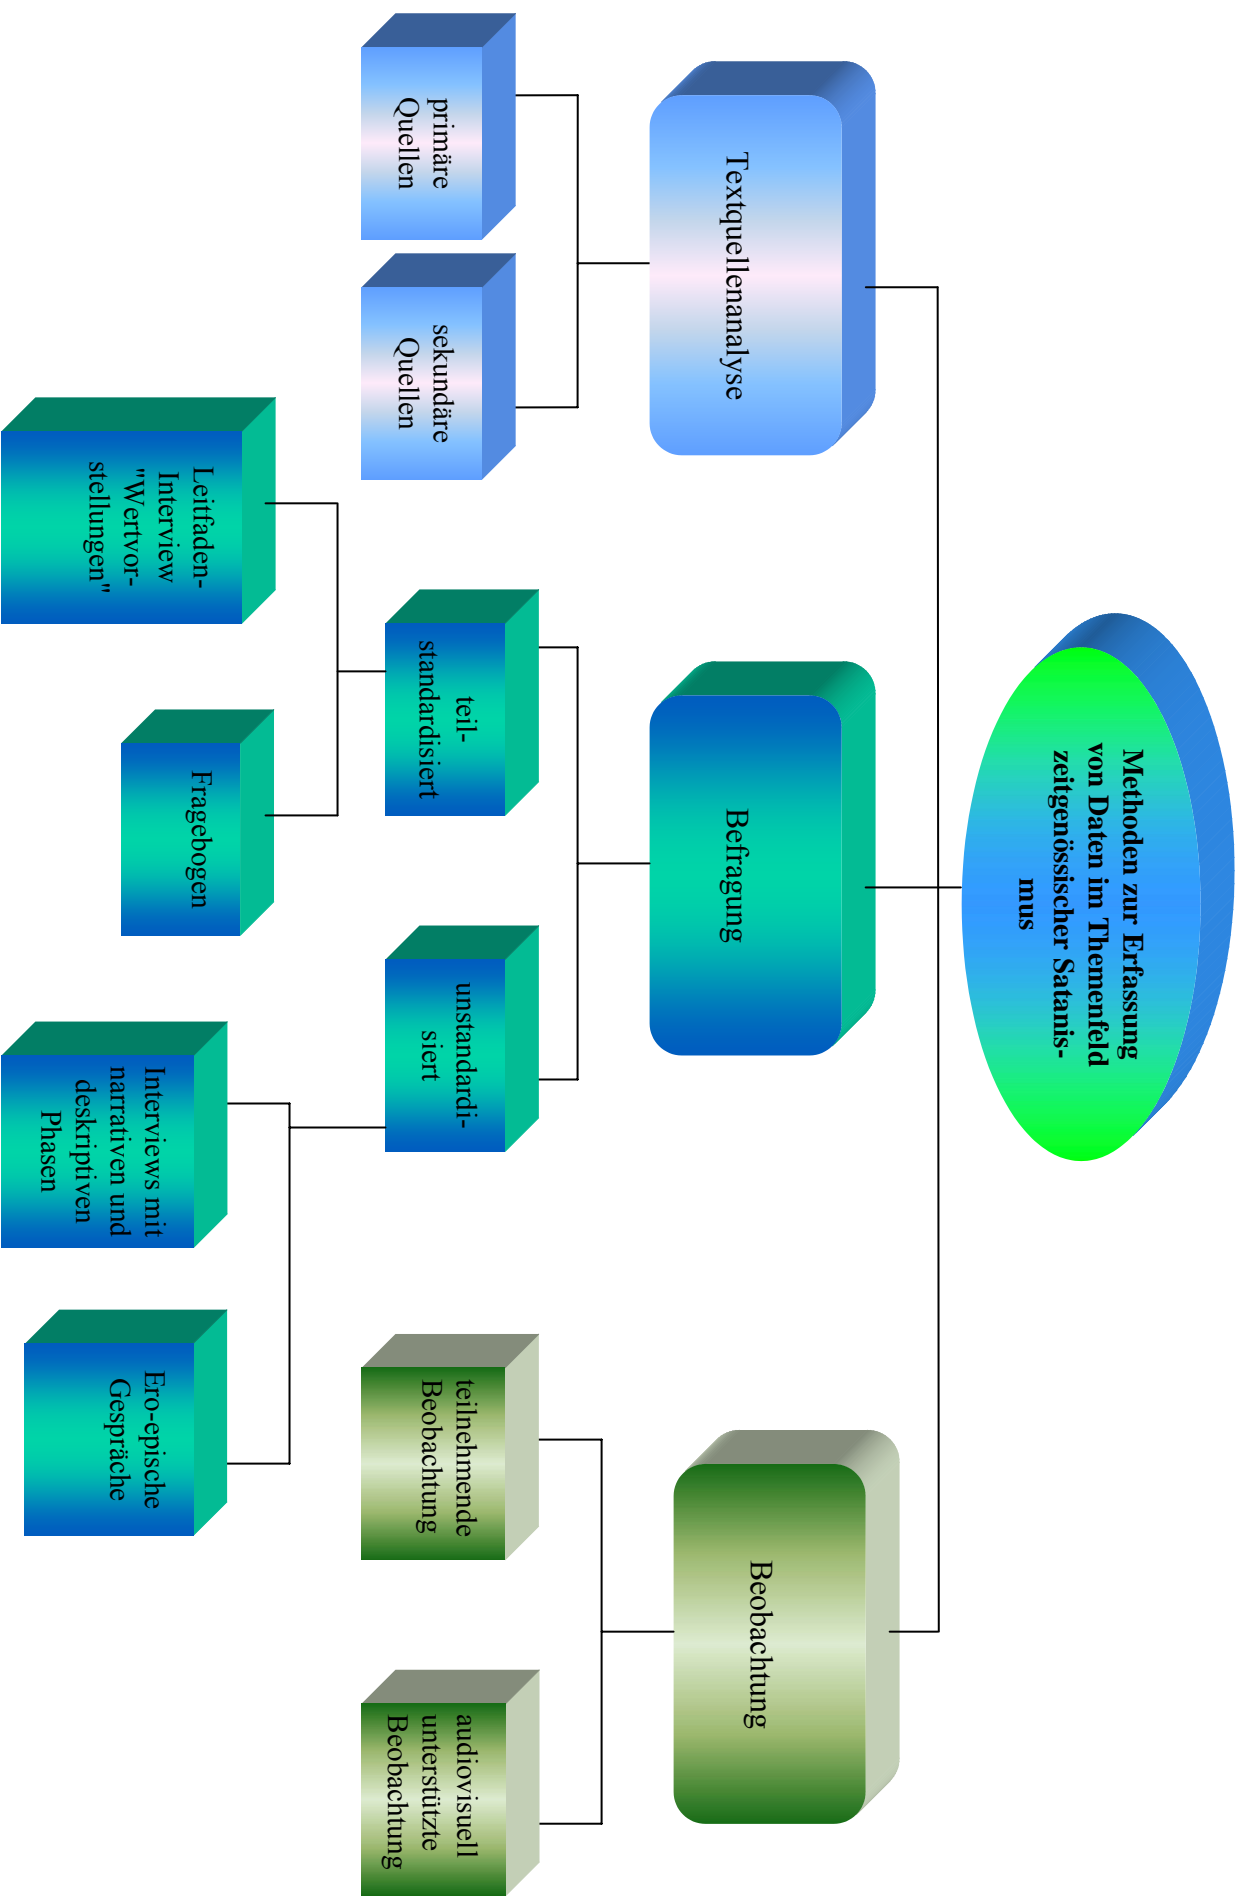 Methoden zur Erfassung
von Daten im Themenfeld
zeitgenössischer Satanis-
mus
Textquellenanalyse
Befragung
Beobachtung
primäre
Quellen
sekundäre
Quellen
teil-
standardisiert
unstandardi-
siert
teilnehmende
Beobachtung
audiovisuell
unterstützte
Beobachtung
Leitfaden-
Interview
"Wertvor-
stellungen"
Fragebogen
Interviews mit
narrativen und
deskriptiven
Phasen
Ero-epische
Gespräche